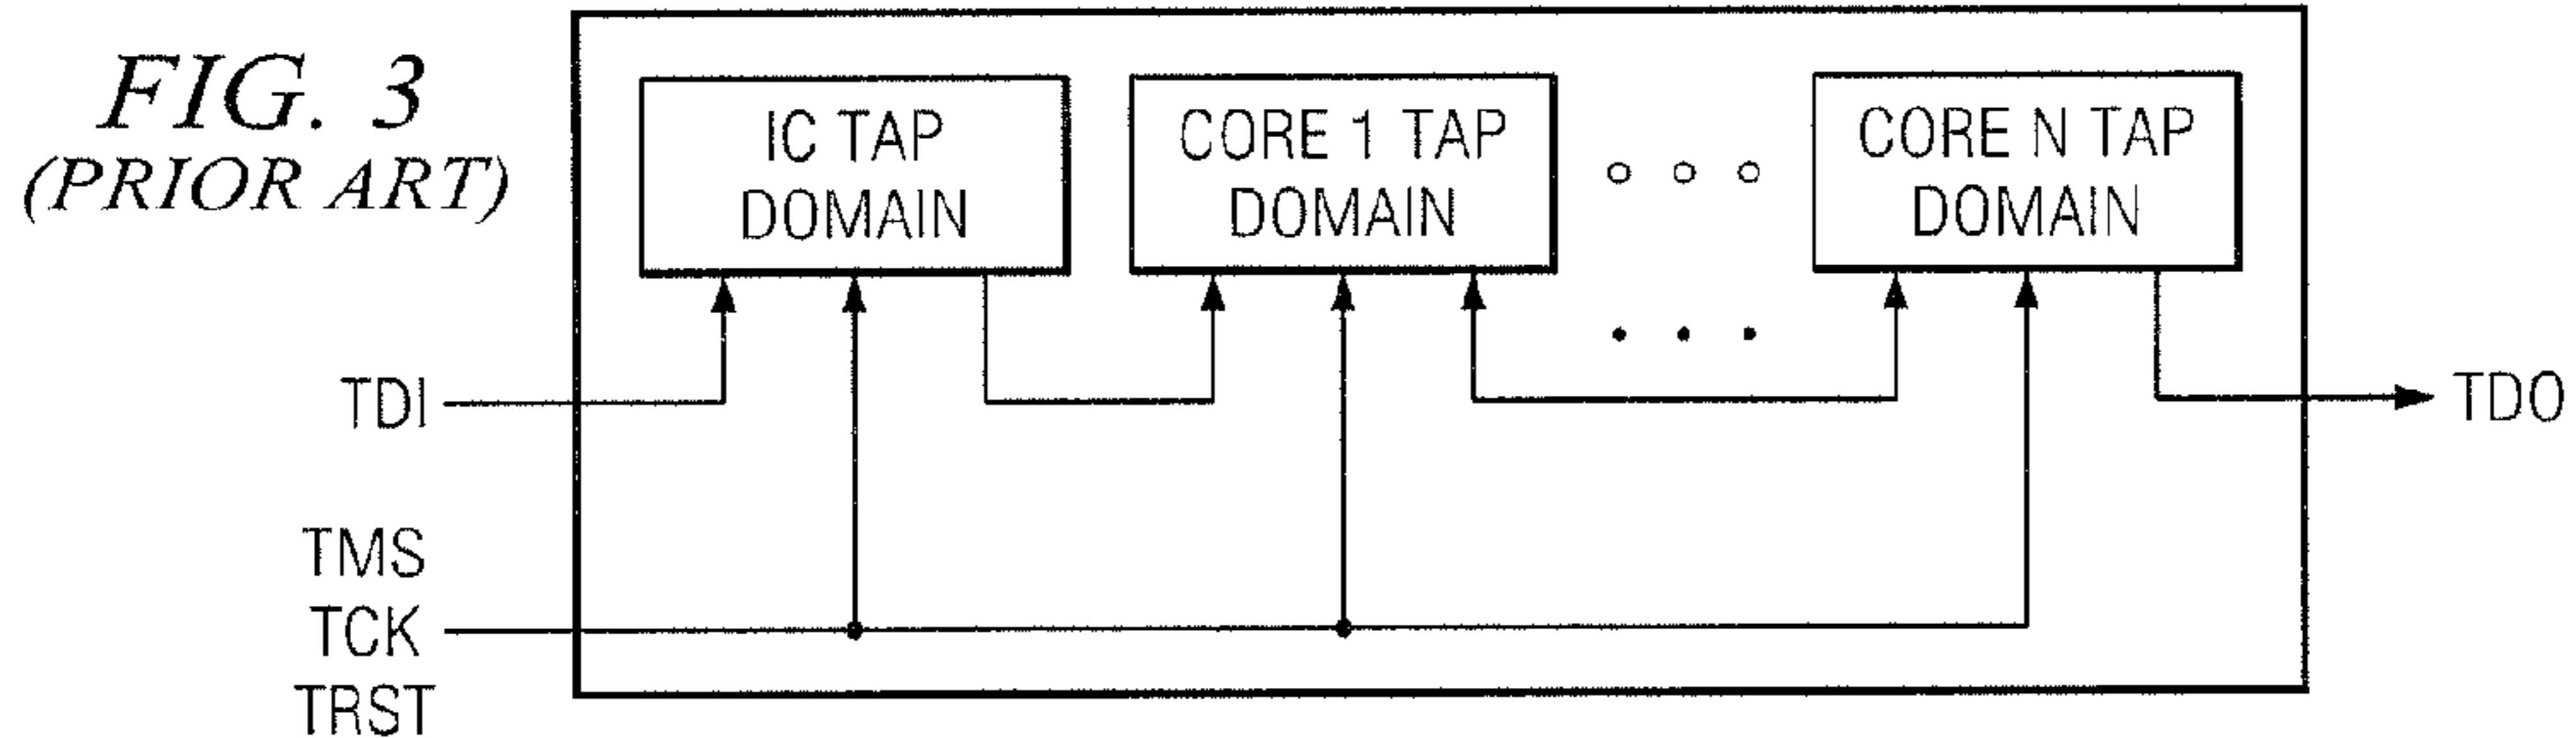 FIG. 3
(PRIOR ART)
IC TAP
DOMAIN
CORE 1 TAP
DOMAIN
CORE N TAP
DOMAIN
TDI
TDO
TMS
TCK
TRST